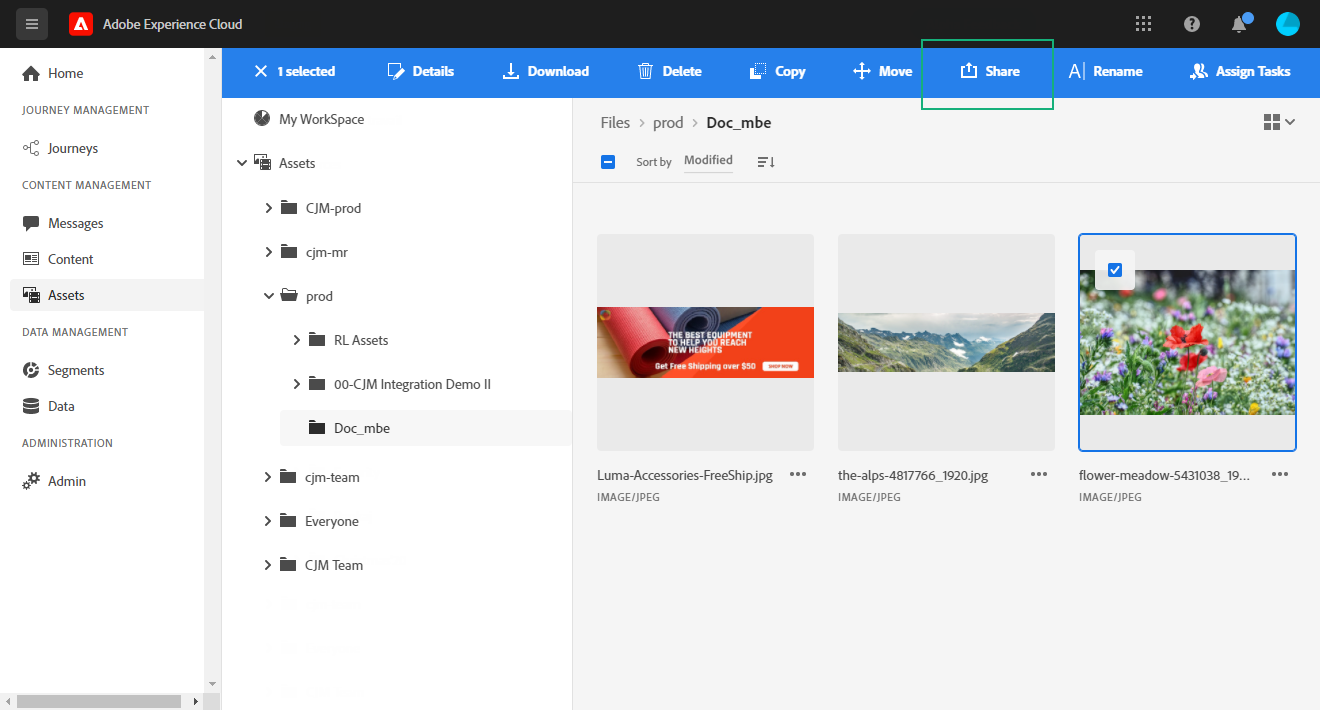 Adobe Experience Cloud
1 selected Details Download Delete Copy Move Share Rename Assign Tasks
Home
JOURNEY MANAGEMENT
Journeys
CONTENT MANAGEMENT
Messages
Content
Assets
DATA MANAGEMENT
Segments
Data
ADMINISTRATION
Admin
My WorkSpace
Assets
CJM-prod
cjm-mr
prod
RL Assets
00-CJM Integration Demo II
Doc_mbe
cjm-team
Everyone
CJM Team
Files > prod > Doc_mbe
Sort by Modified
THE BEST EQUIPMENT
TO HELP YOU REACH
NEW HEIGHTS
Get Free Shipping over $50 SHOP NOW
Luma-Accessories-FreeShip.jpg
IMAGE/JPEG
the-alps-4817766_1920.jpg
IMAGE/JPEG
flower-meadow-5431038_19...
IMAGE/JPEG